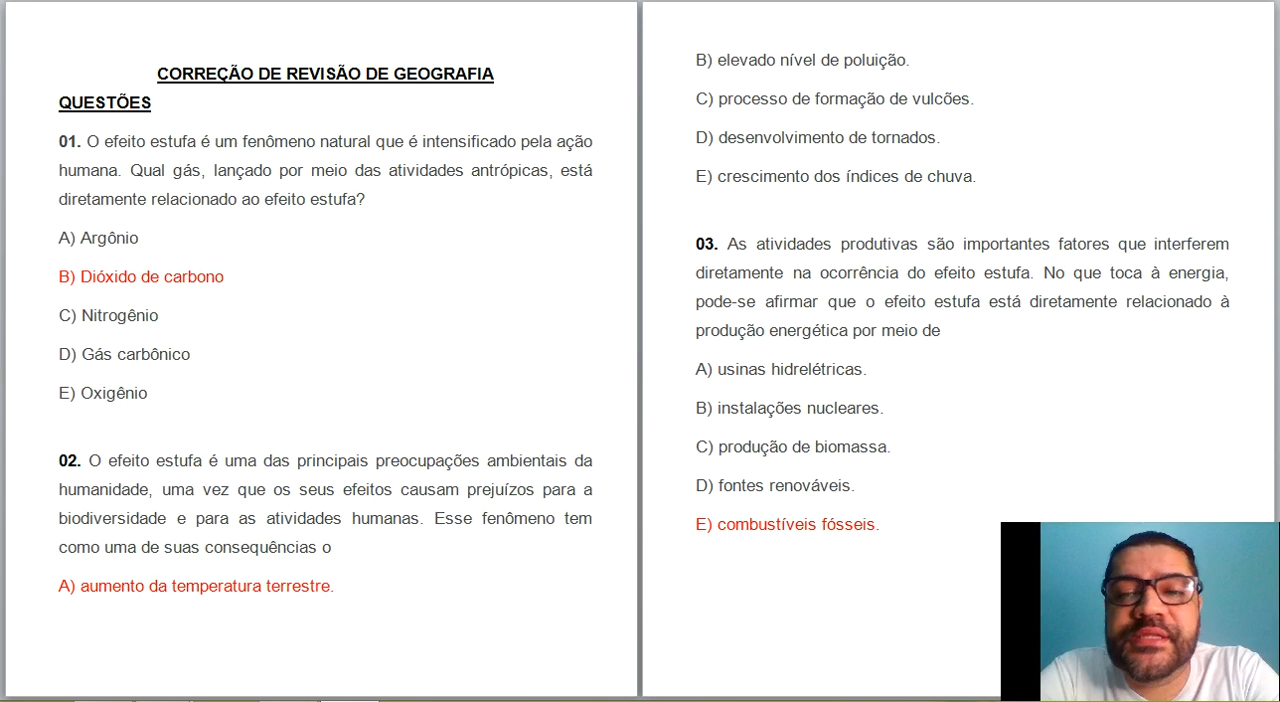 CORREÇÃO DE REVISÃO DE GEOGRAFIA
QUESTÕES
01. O efeito estufa é um fenômeno natural que é intensificado pela ação
humana. Qual gás, lançado por meio das atividades antrópicas, está
diretamente relacionado ao efeito estufa?
A) Argônio
B) Dióxido de carbono
C) Nitrogênio
D) Gás carbônico
E) Oxigênio
02. O efeito estufa é uma das principais preocupações ambientais da
humanidade, uma vez que os seus efeitos causam prejuízos para a
biodiversidade e para as atividades humanas. Esse fenômeno tem
como uma de suas consequências o
A) aumento da temperatura terrestre.
B) elevado nível de poluição.
C) processo de formação de vulcões.
D) desenvolvimento de tornados.
E) crescimento dos índices de chuva.
03. As atividades produtivas são importantes fatores que interferem
diretamente na ocorrência do efeito estufa. No que toca à energia,
pode-se afirmar que o efeito estufa está diretamente relacionado à
produção energética por meio de
A) usinas hidrelétricas.
B) instalações nucleares.
C) produção de biomassa.
D) fontes renováveis.
E) combustíveis fósseis.